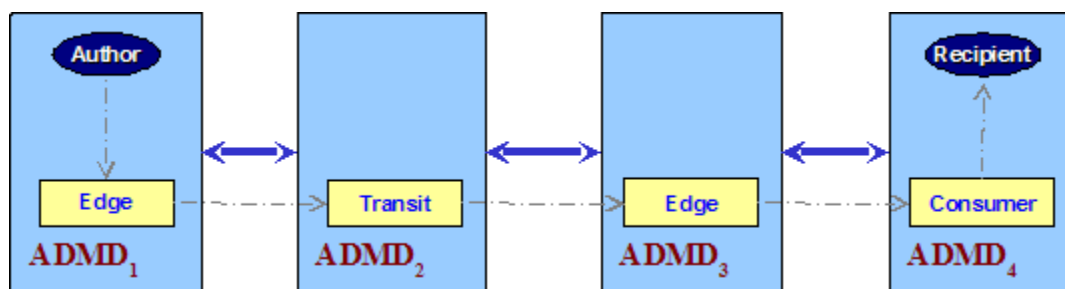 Author
Recipient
Edge
Transit
Edge
Consumer
ADMD1
ADMD2
ADMD3
ADMD4